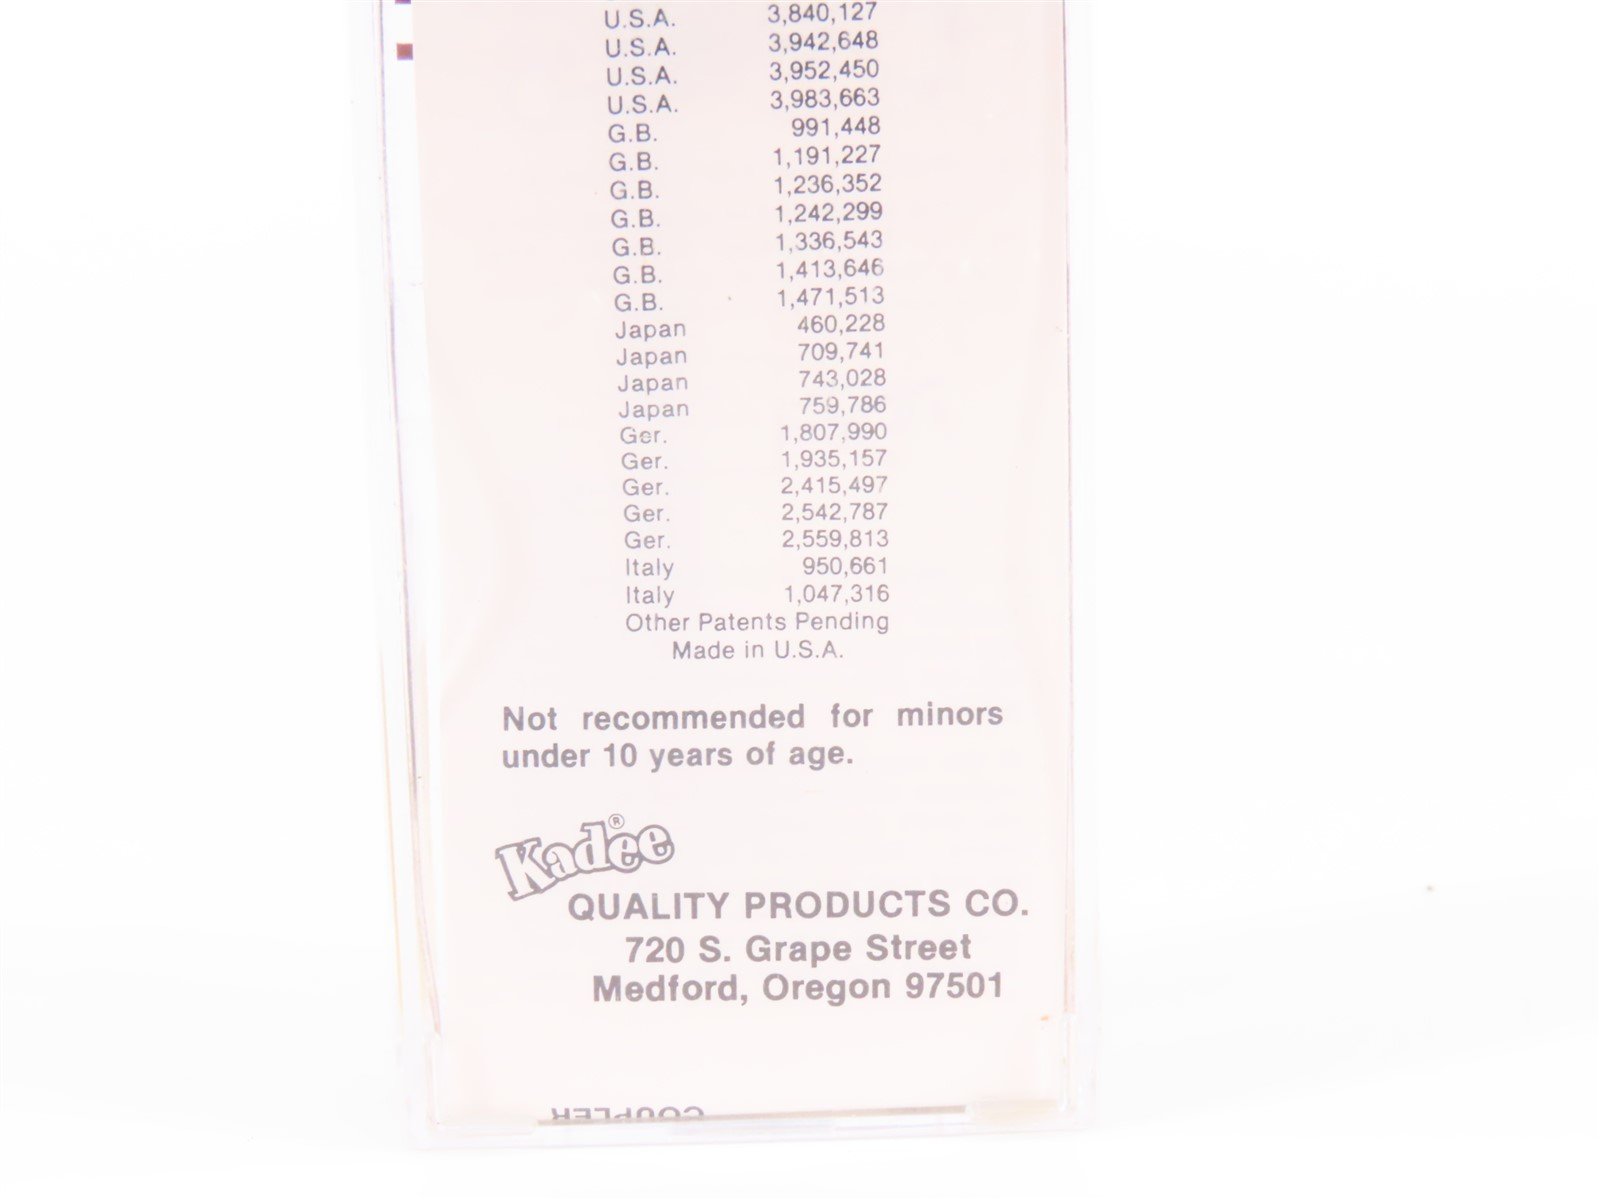 U.S.A. 3,840,127
U.S.A. 3,942,648
U.S.A. 3,952,450
U.S.A. 3,983,663
G.B. 991,448
G.B. 1,191,227
G.B. 1,236,352
G.B. 1,242,299
G.B. 1,336,543
G.B. 1,413,646
G.B. 1,471,513
Japan 460,228
Japan 709,741
Japan 743,028
Japan 759,786
Ger. 1,807,990
Ger. 1,935,157
Ger. 2,415,497
Ger. 2,542,787
Ger. 2,559,813
Italy 950,661
Italy 1,047,316
Other Patents Pending
Made in U.S.A.
Not recommended for minors
under 10 years of age.
Kadee®
QUALITY PRODUCTS CO.
720 S. Grape Street
Medford, Oregon 97501
COUPLER